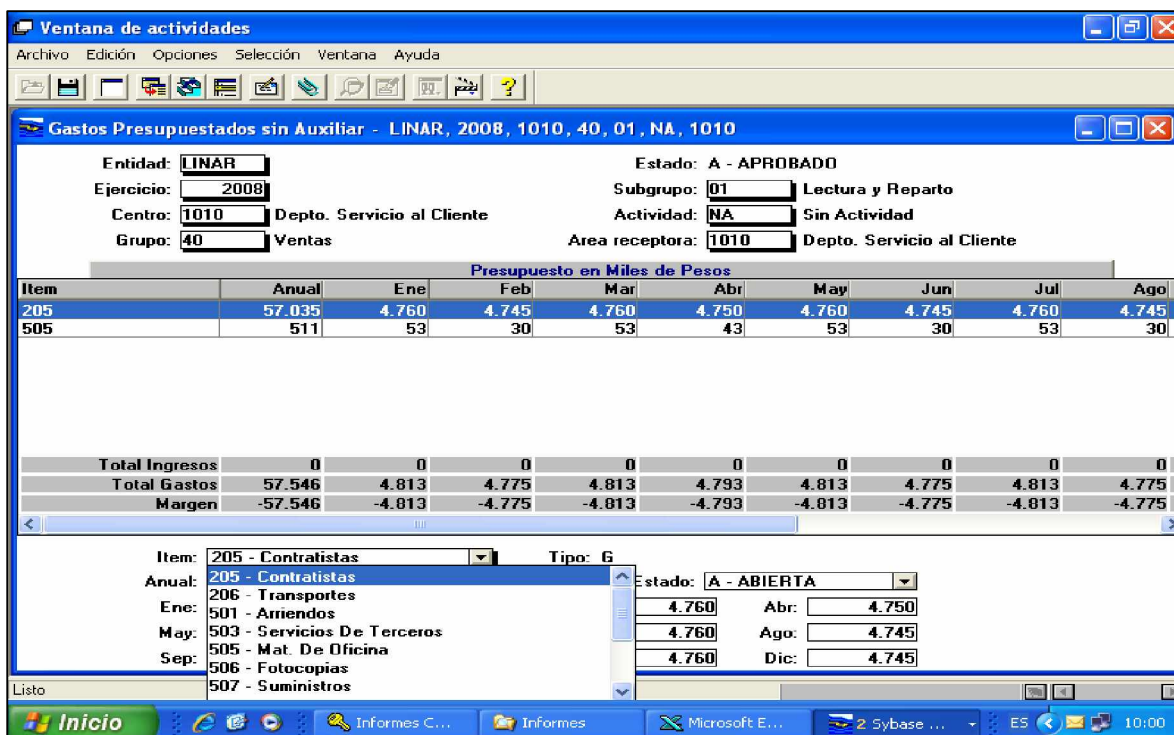 Ventana de actividades
Archivo Edición Opciones Selección Ventana Ayuda
Gastos Presupuestados sin Auxiliar - LINAR, 2008, 1010, 40, 01, NA, 1010
Entidad: LINAR Estado: A - APROBADO
Ejercicio: 2008 Subgrupo: 01 Lectura y Reparto
Centro: 1010 Depto. Servicio al Cliente Actividad: NA Sin Actividad
Grupo: 40 Ventas Area receptora: 1010 Depto. Servicio al Cliente
Presupuesto en Miles de Pesos
Item Anual Ene Feb Mar Abr May Jun Jul Ago
205 57.035 4.760 4.745 4.760 4.750 4.760 4.745 4.760 4.745
505 511 53 30 53 43 53 30 53 30
Total Ingresos 0 0 0 0 0 0 0 0 0
Total Gastos 57.546 4.813 4.775 4.813 4.793 4.813 4.775 4.813 4.775
Margen -57.546 -4.813 -4.775 -4.813 -4.793 -4.813 -4.775 -4.813 -4.775
Item: 205 - Contratistas Tipo: G
Anual: 205 - Contratistas Estado: A - ABIERTA
206 - Transportes
Ene: 501 - Arriendos 4.760 Abr: 4.750
May: 503 - Servicios De Terceros 4.760 Ago: 4.745
505 - Mat. De Oficina
Sep: 506 - Fotocopias 4.760 Dic: 4.745
507 - Suministros
Listo
Inicio Informes C... Informes Microsoft E... 2 Sybase ... ES 10:00